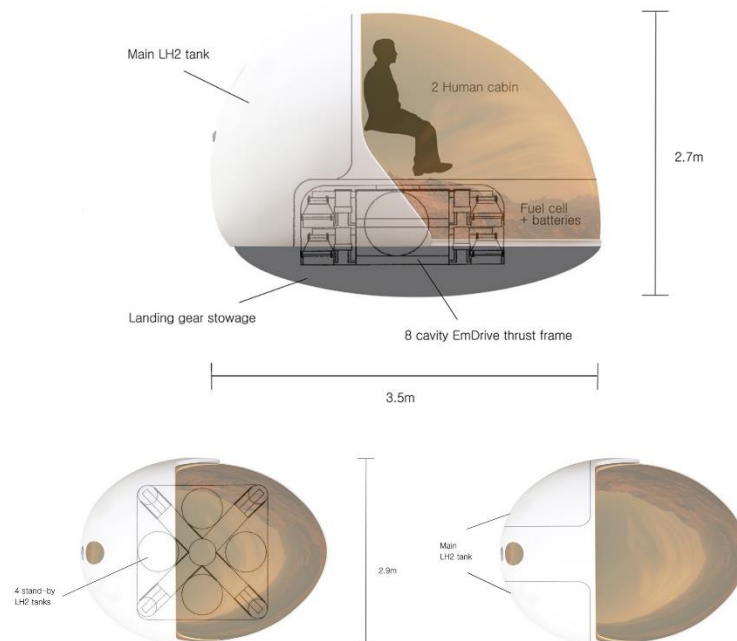 Main LH2 tank
2 Human cabin
2.7m
Fuel cell
+ batteries
Landing gear stowage
8 cavity EmDrive thrust frame
3.5m
4 stand-by
LH2 tanks
2.9m
Main
LH2 tank